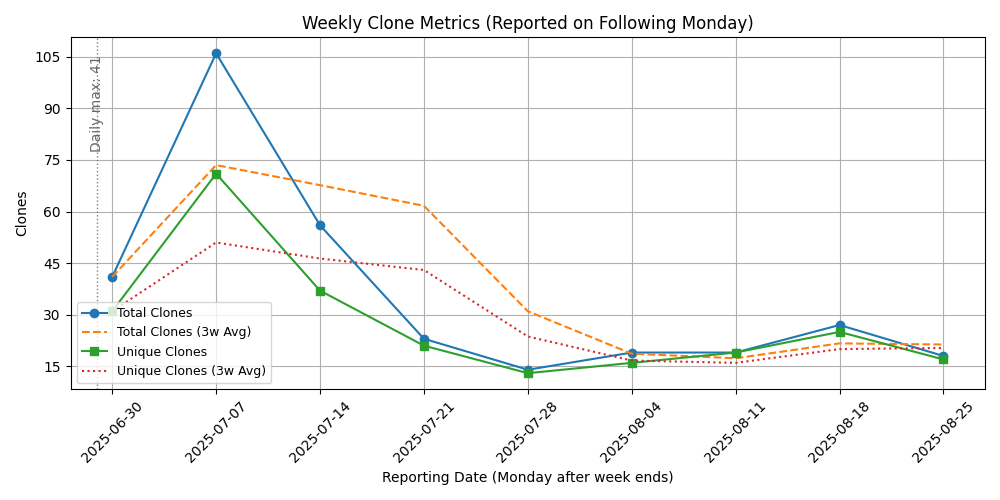 Weekly Clone Metrics (Reported on Following Monday)
Clones
105
90
75
60
45
30
15
Daily max: 41
Total Clones
Total Clones (3w Avg)
Unique Clones
Unique Clones (3w Avg)
2025-06-30
2025-07-07
2025-07-14
2025-07-21
2025-07-28
2025-08-04
2025-08-11
2025-08-18
2025-08-25
Reporting Date (Monday after week ends)